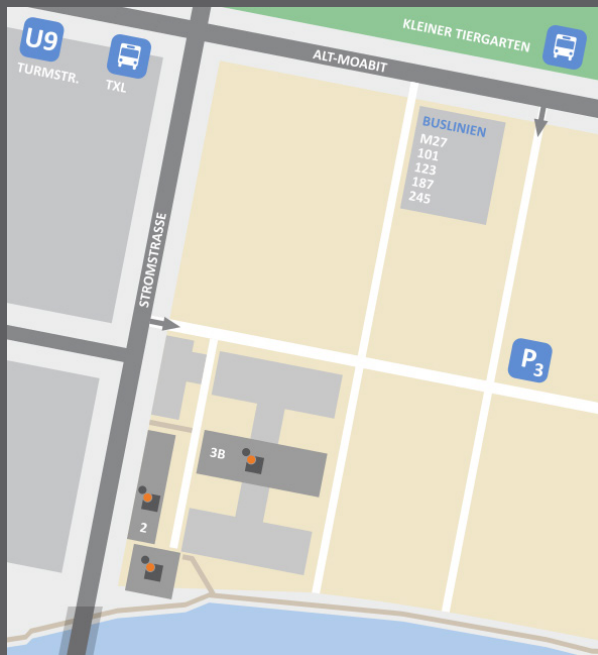 U9
TURMSTR.
TXL
KLEINER TIERGARTEN
ALT-MOABIT
BUSLINIEN
M27
101
123
187
245
STROMSTRASSE
P3
3B
2